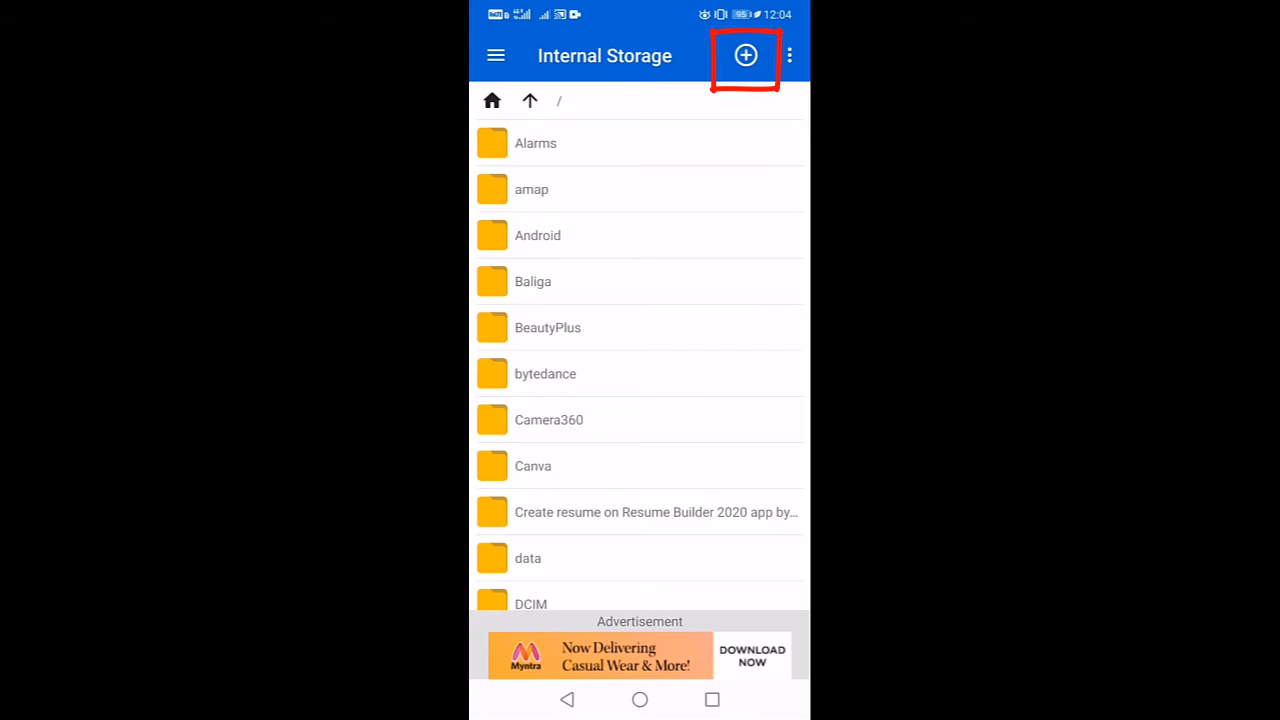 95 12:04
Internal Storage
/
Alarms
amap
Android
Baliga
BeautyPlus
bytedance
Camera360
Canva
Create resume on Resume Builder 2020 app by...
data
DCIM
Advertisement
Now Delivering
Casual Wear & More!
Myntra
DOWNLOAD
NOW